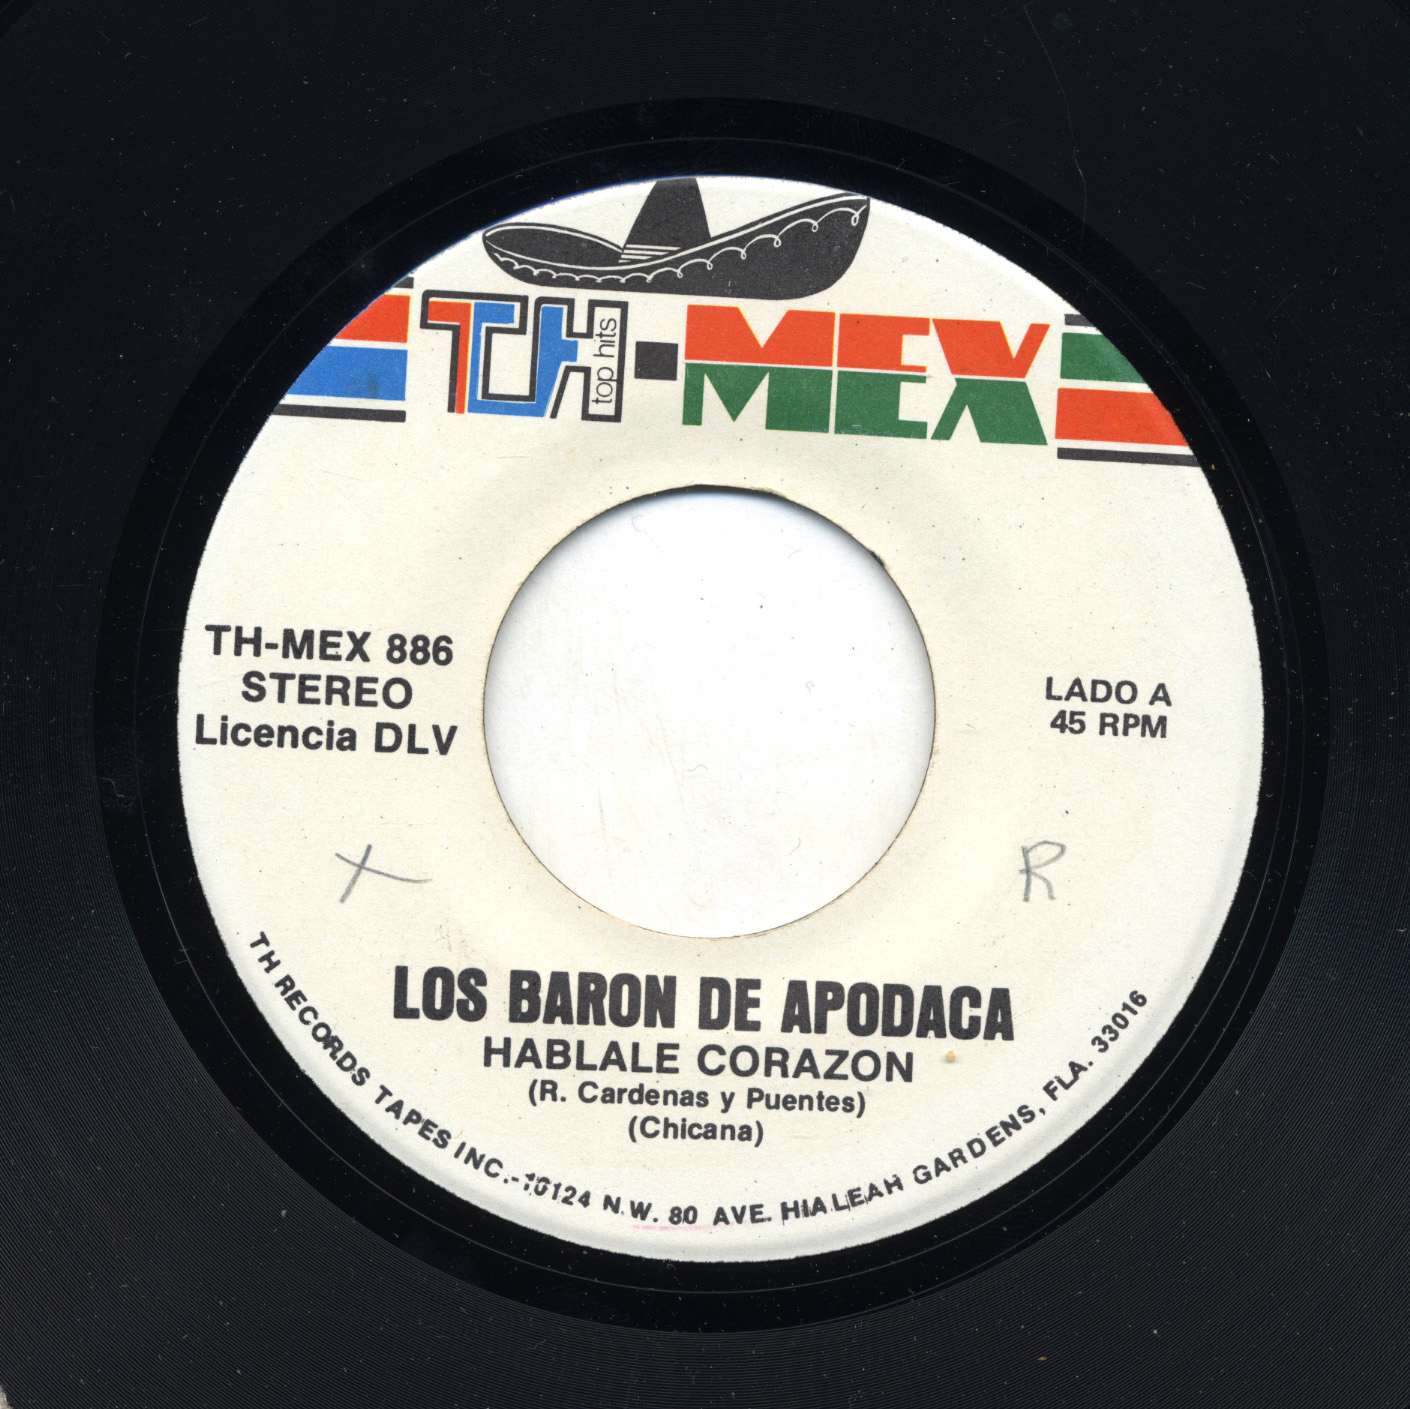 TH-MEX
top hits
TH-MEX 886
STEREO
Licencia DLV
LADO A
45 RPM
X
R
LOS BARON DE APODACA
HABLALE CORAZON
(R. Cardenas y Puentes)
(Chicana)
TH RECORDS TAPES INC.-10124 N.W. 80 AVE. HIALEAH GARDENS, FLA. 33016